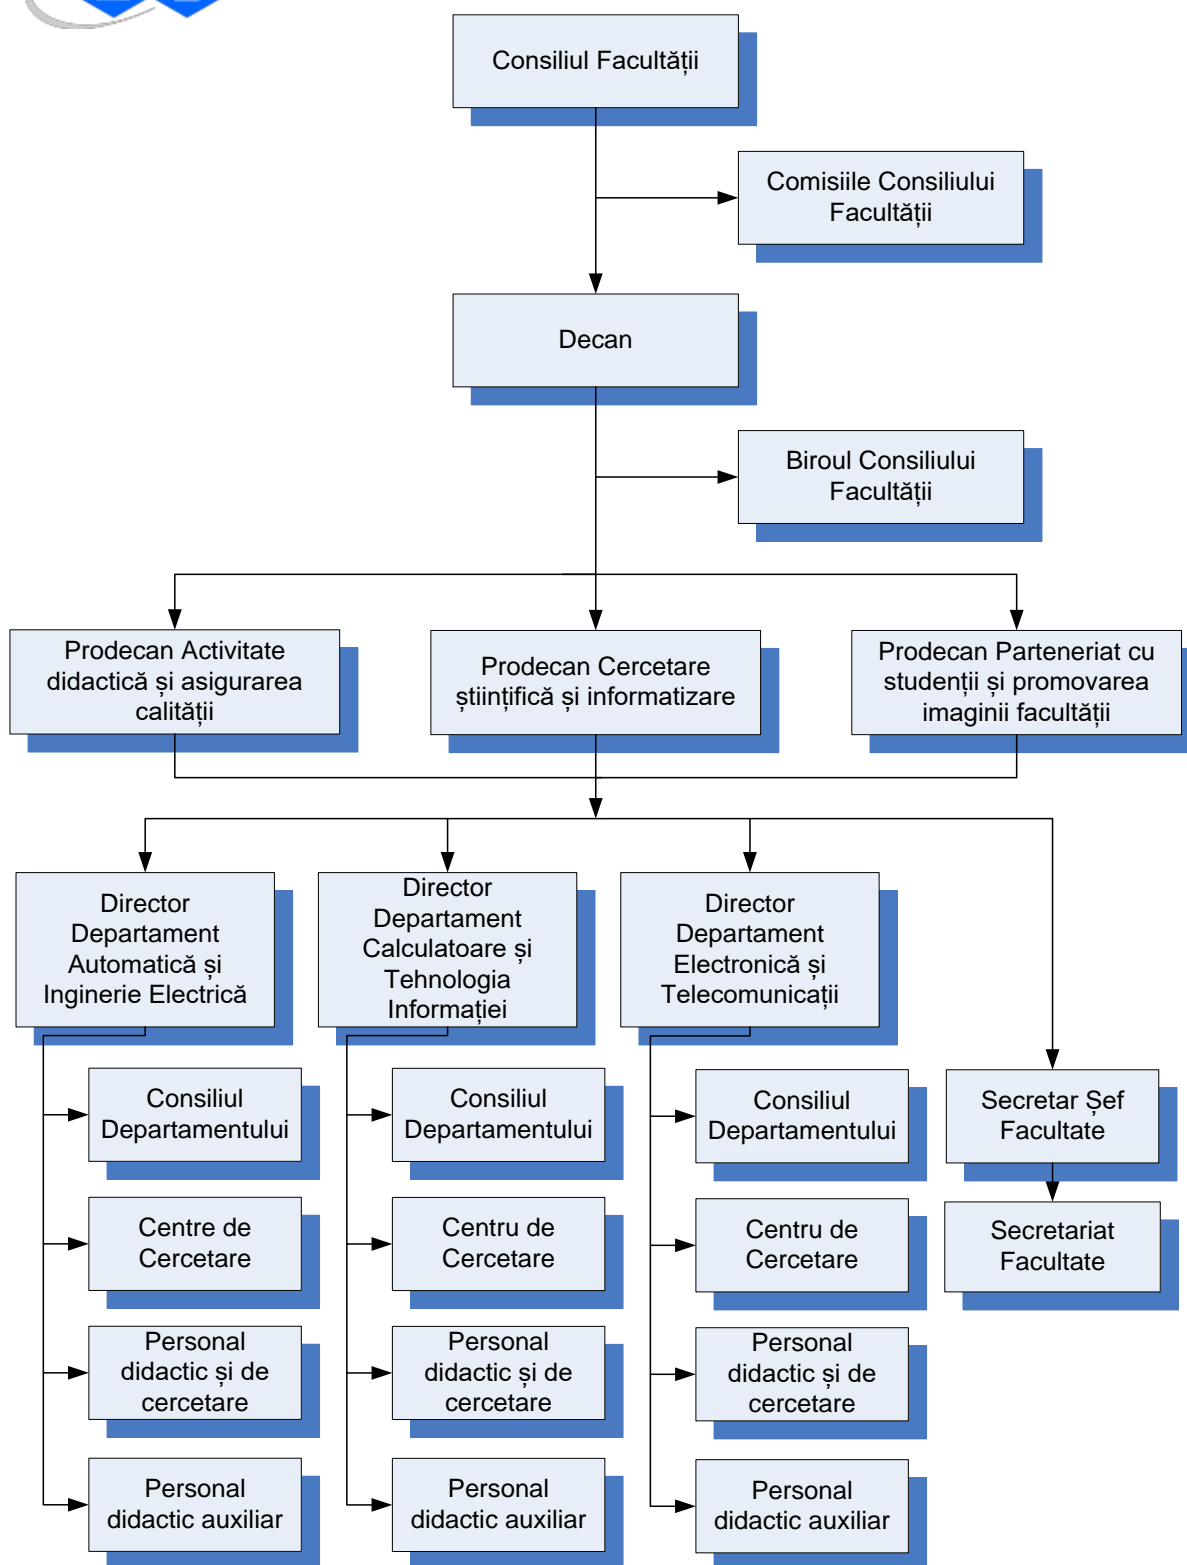 Consiliul Facultății
Comisiile Consiliului
Facultății
Decan
Biroul Consiliului
Facultății
Prodecan Activitate
didactică și asigurarea
calității
Prodecan Cercetare
științifică și informatizare
Prodecan Parteneriat cu
studenții și promovarea
imaginii facultății
Director
Departament
Automatică și
Inginerie Electrică
Director
Departament
Calculatoare și
Tehnologia
Informației
Director
Departament
Electronică și
Telecomunicații
Consiliul
Departamentului
Consiliul
Departamentului
Consiliul
Departamentului
Secretar Șef
Facultate
Centre de
Cercetare
Centru de
Cercetare
Centru de
Cercetare
Secretariat
Facultate
Personal
didactic și de
cercetare
Personal
didactic și de
cercetare
Personal
didactic și de
cercetare
Personal
didactic auxiliar
Personal
didactic auxiliar
Personal
didactic auxiliar